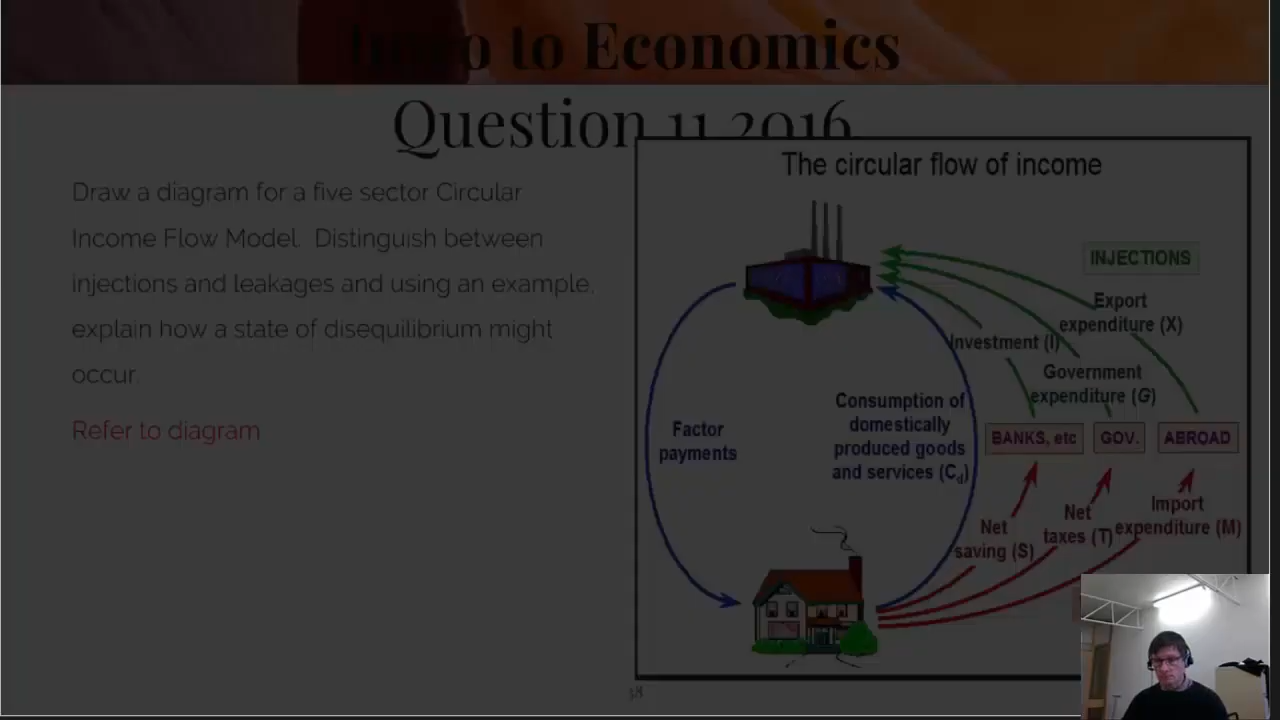 Intro to Economics
Question 11 2016
Draw a diagram for a five sector Circular
Income Flow Model. Distinguish between
injections and leakages and using an example,
explain how a state of disequilibrium might
occur.
Refer to diagram
The circular flow of income
INJECTIONS
Export
expenditure (X)
Investment (I)
Government
expenditure (G)
Factor
payments
Consumption of
domestically
produced goods
and services (Cd)
BANKS, etc
GOV.
ABROAD
Net
saving (S)
Net
taxes (T)
Import
expenditure (M)
38